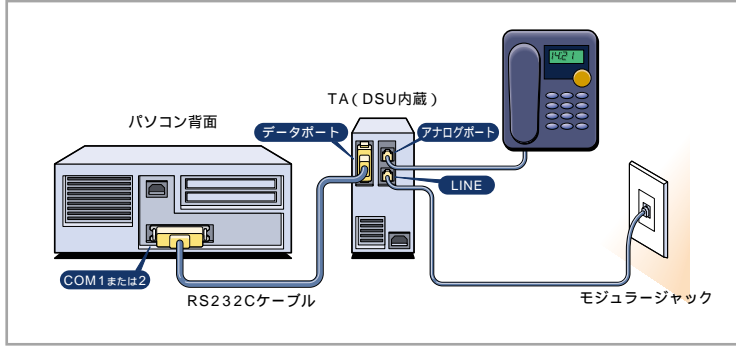 14:21
TA(DSU内蔵)
パソコン背面
データポート
アナログポート
LINE
COM1または2
RS232Cケーブル
モジュラージャック